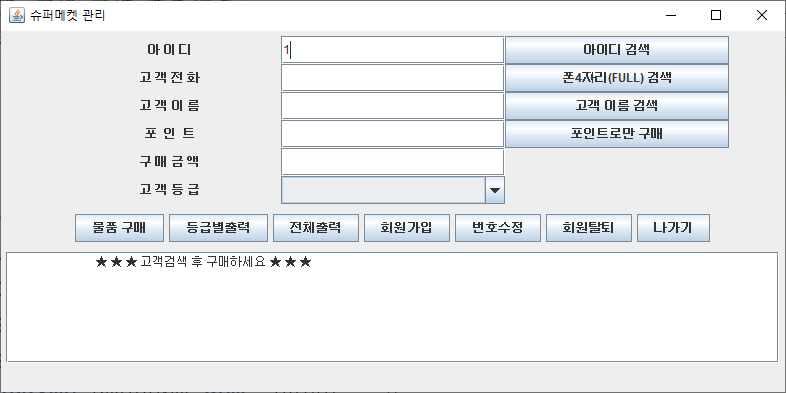 슈퍼메켓 관리
아 이 디 1 아이디 검색
고 객 전 화 폰4자리(FULL) 검색
고 객 이 름 고객 이름 검색
포 인 트 포인트로만 구매
구 매 금 액
고 객 등 급
물품 구매 등급별출력 전체출력 회원가입 번호수정 회원탈퇴 나가기
★ ★ ★ 고객검색 후 구매하세요 ★ ★ ★